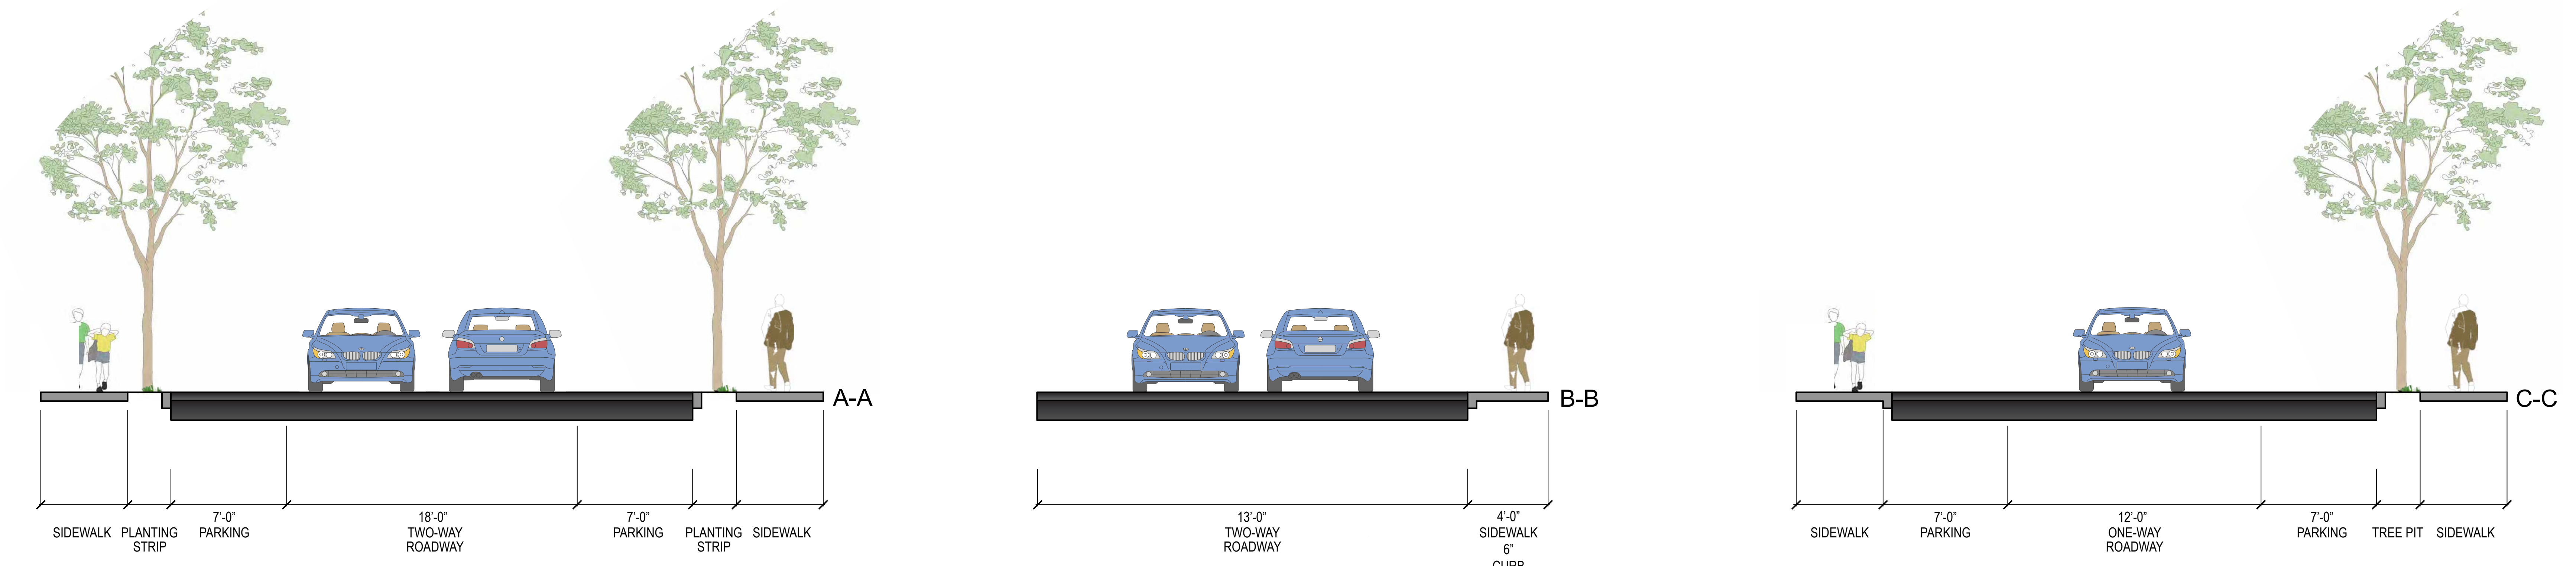 A-A
7'-0" 18'-0" 7'-0"
SIDEWALK PLANTING PARKING TWO-WAY PARKING PLANTING SIDEWALK
STRIP ROADWAY STRIP
B-B
13'-0" 4'-0"
TWO-WAY SIDEWALK
ROADWAY 6"
CURB
C-C
7'-0" 12'-0" 7'-0"
SIDEWALK PARKING ONE-WAY PARKING TREE PIT SIDEWALK
ROADWAY